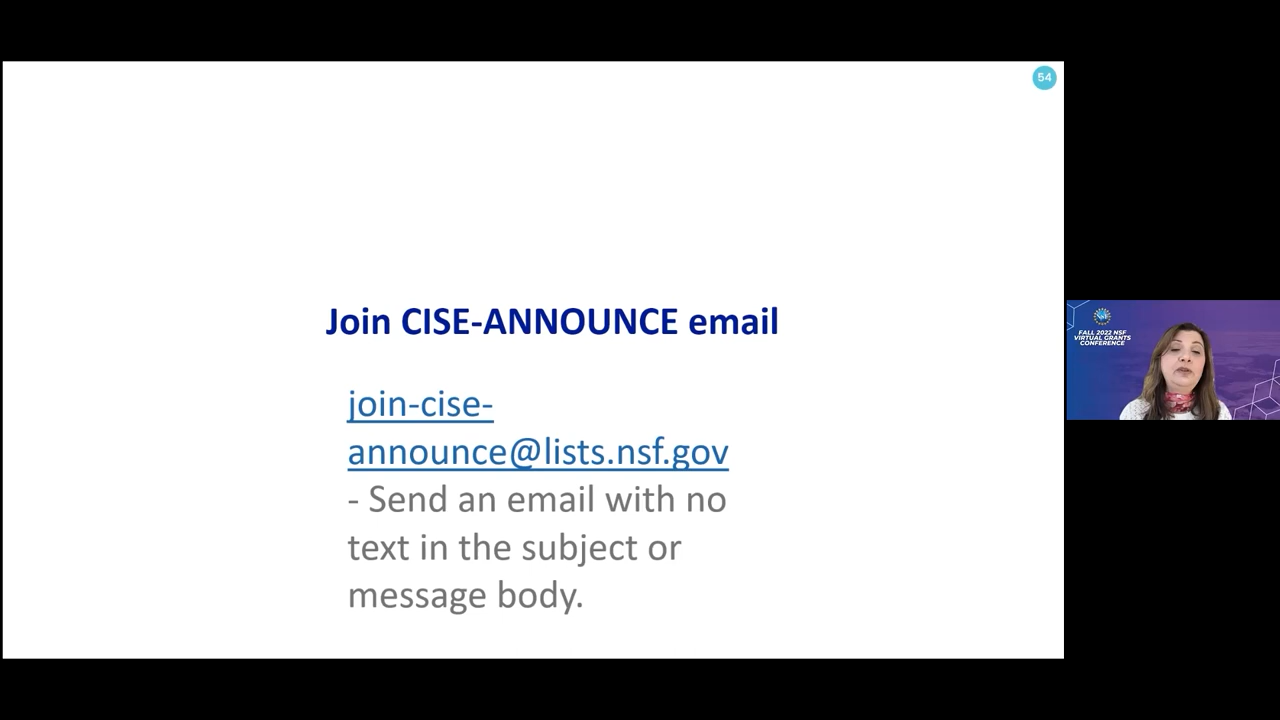 54
Join CISE-ANNOUNCE email
join-cise-
announce@lists.nsf.gov
- Send an email with no
text in the subject or
message body.
FALL 2022 NSF
VIRTUAL GRANTS
CONFERENCE